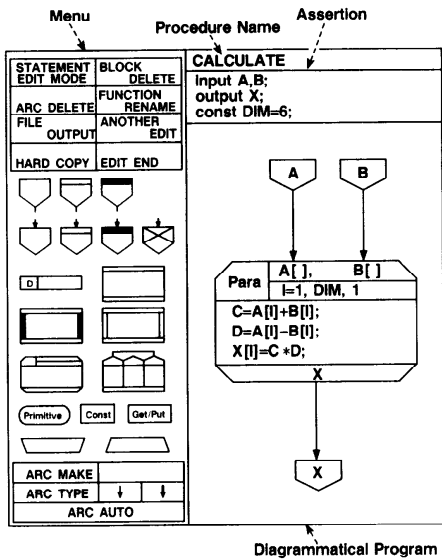 Menu
Procedure Name
Assertion
STATEMENT EDIT MODE
BLOCK DELETE
ARC DELETE
FUNCTION RENAME
FILE OUTPUT
ANOTHER EDIT
HARD COPY
EDIT END
D
Primitive
Const
Get/Put
ARC MAKE
ARC TYPE
ARC AUTO
CALCULATE
input A,B;
output X;
const DIM=6;
A
B
Para
A[ ], B[ ]
I=1, DIM, 1
C=A[I]+B[I];
D=A[I]−B[I];
X[I]=C *D;
X
X
Diagrammatical Program